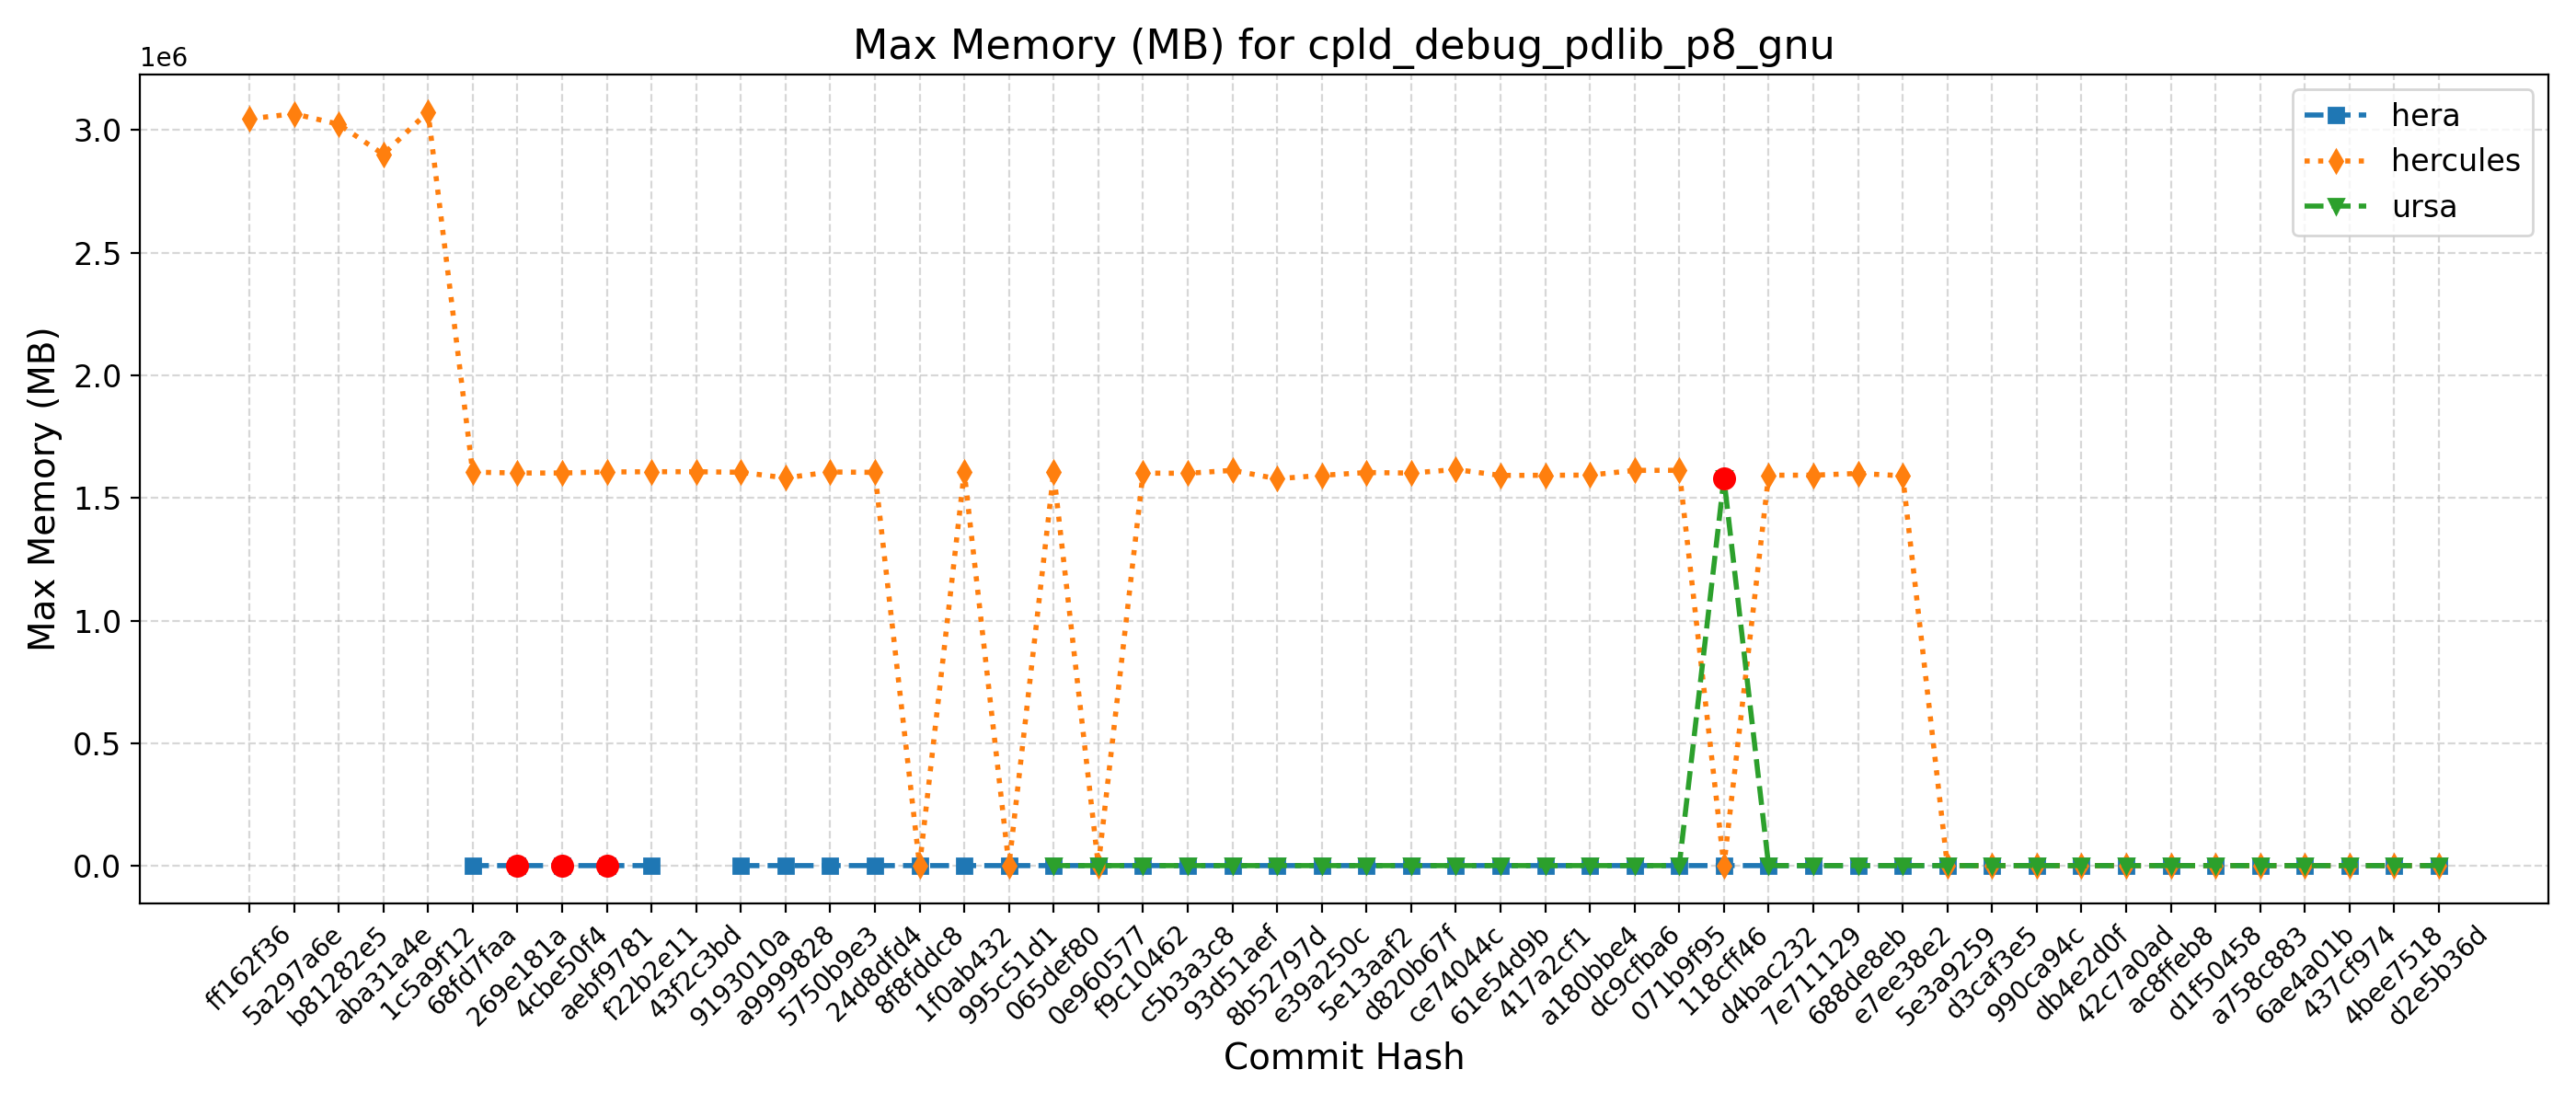 Max Memory (MB) for cpld_debug_pdlib_p8_gnu
1e6
3.0
2.5
2.0
1.5
1.0
0.5
0.0
Max Memory (MB)
hera
hercules
ursa
ff162f36
5a297a6e
b81282e5
aba31a4e
1c5a9f12
68fd7faa
269e181a
4cbe50f4
aebf9781
f22b2e11
43f2c3bd
9193010a
a9999828
5750b9e3
24d8dfd4
8f8fddc8
1f0ab432
995c51d1
065def80
0e960577
f9c10462
c5b3a3c8
93d51aef
8b52797d
e39a250c
5e13aaf2
d820b67f
ce74044c
61e54d9b
417a2cf1
a180bbe4
dc9cfba6
071b9f95
118cff46
d4bac232
7e711129
688de8eb
e7ee38e2
5e3a9259
d3caf3e5
990ca94c
db4e2d0f
42c7a0ad
ac8ffeb8
d1f50458
a758c883
6ae4a01b
437cf974
4bee7518
d2e5b36d
Commit Hash